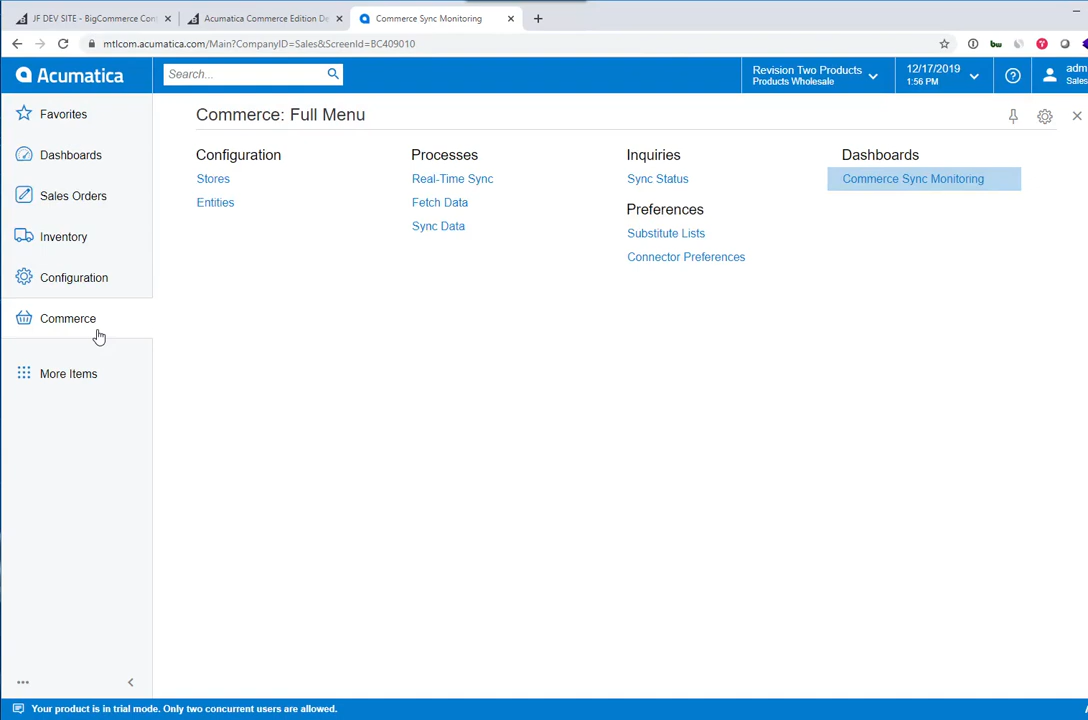 JF DEV SITE - BigCommerce Con
Acumatica Commerce Edition De
Commerce Sync Monitoring
mtlcom.acumatica.com/Main?CompanyID=Sales&ScreenId=BC409010
Acumatica
Search...
Revision Two Products
Products Wholesale
12/17/2019
1:56 PM
adm
Sales
Favorites
Dashboards
Sales Orders
Inventory
Configuration
Commerce
More Items
Commerce: Full Menu
Configuration
Stores
Entities
Processes
Real-Time Sync
Fetch Data
Sync Data
Inquiries
Sync Status
Preferences
Substitute Lists
Connector Preferences
Dashboards
Commerce Sync Monitoring
Your product is in trial mode. Only two concurrent users are allowed.